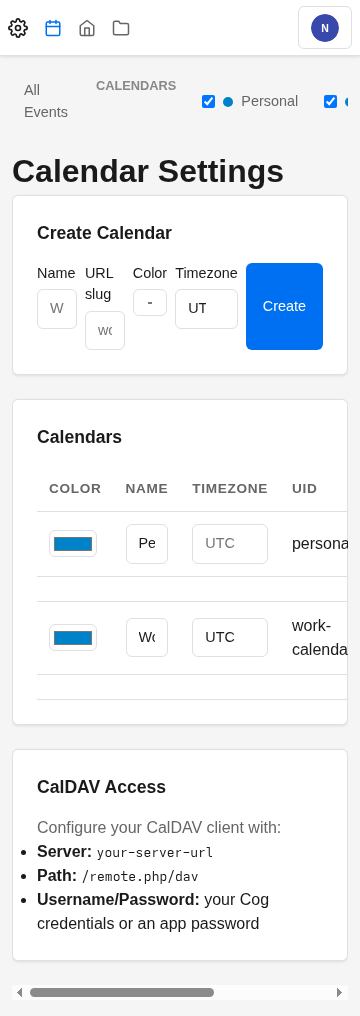 N
All
Events
CALENDARS
Personal
Calendar Settings
Create Calendar
Name URL slug Color Timezone
W wo UT
Create
Calendars
COLOR NAME TIMEZONE UID
Pe UTC persona
Wo UTC work-
calenda
CalDAV Access
Configure your CalDAV client with:
Server: your-server-url
Path: /remote.php/dav
Username/Password: your Cog
credentials or an app password